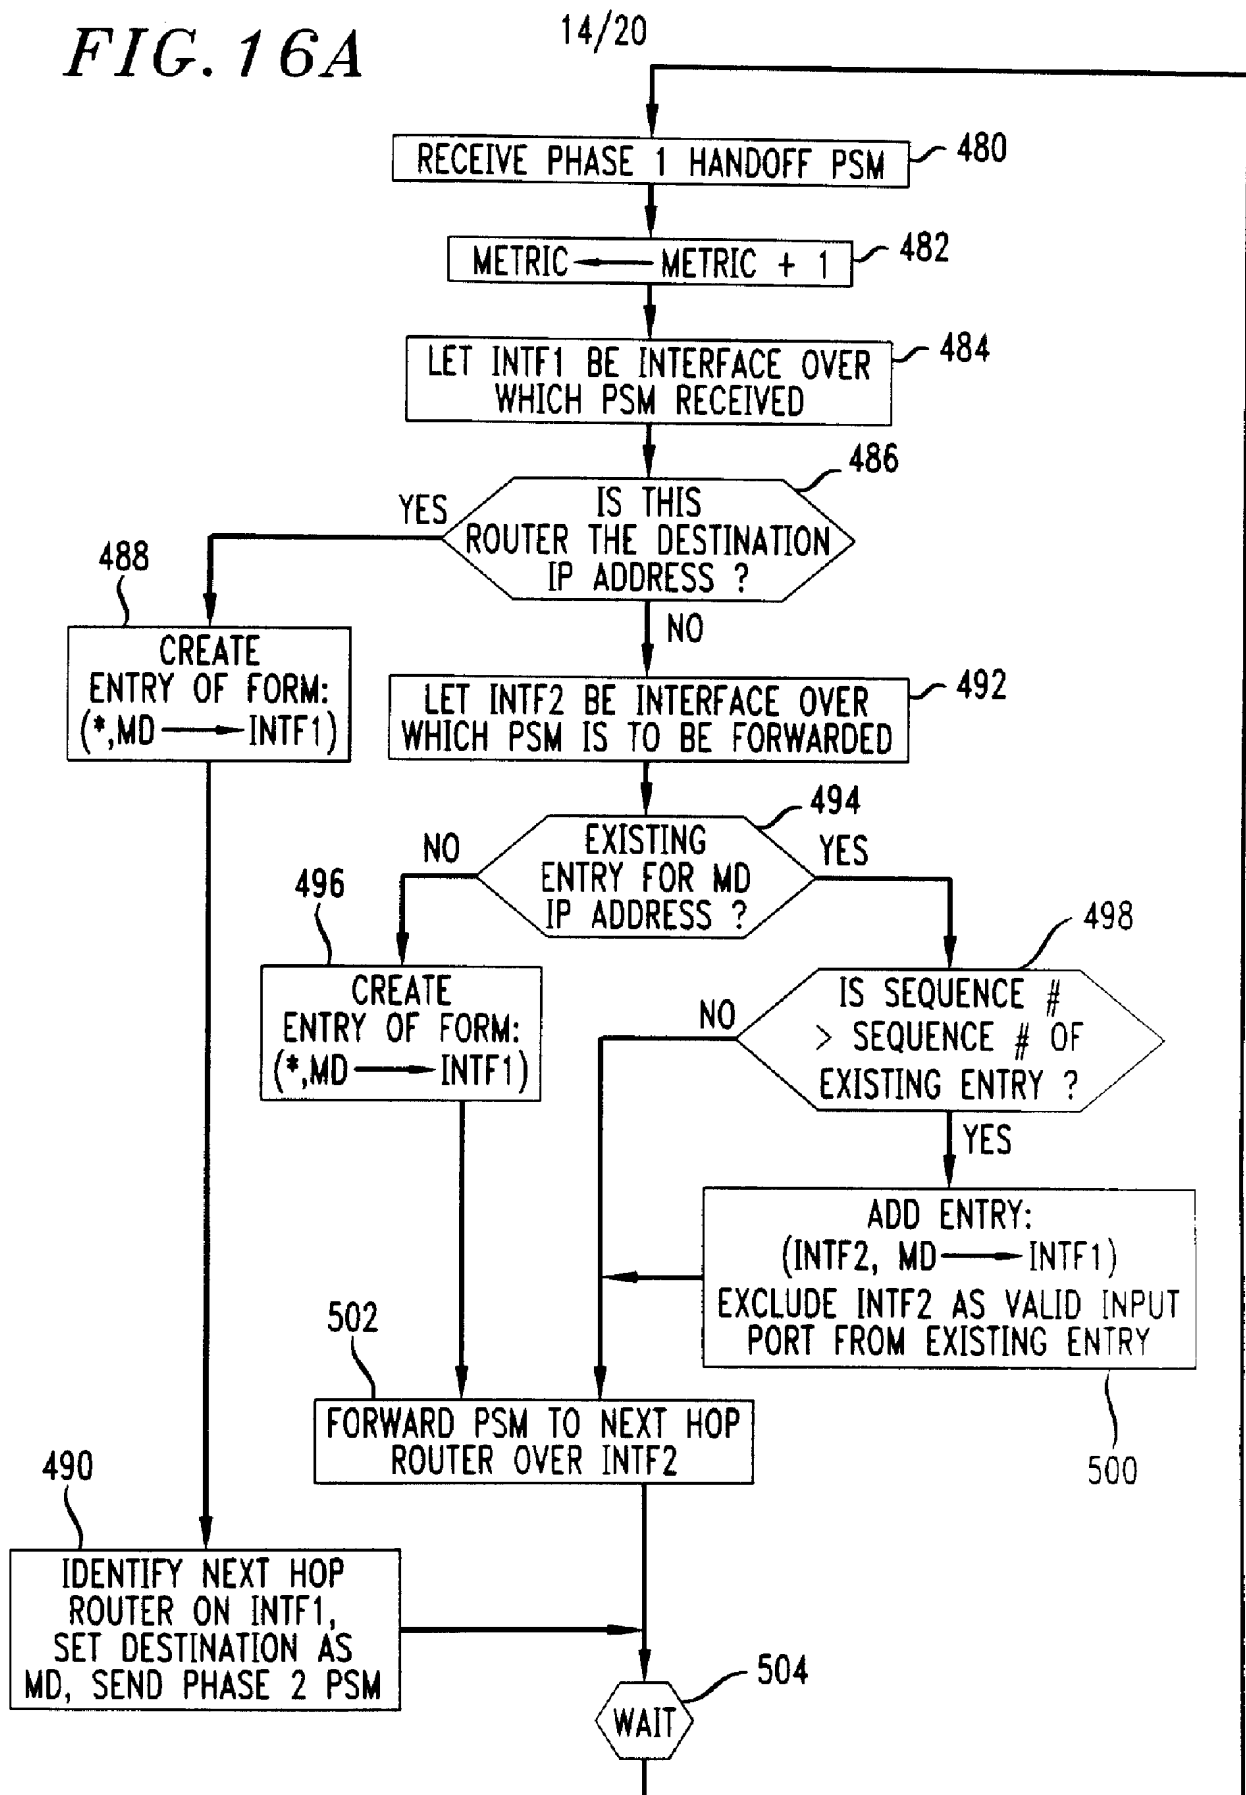 FIG. 16A
14/20
RECEIVE PHASE 1 HANDOFF PSM
480
METRIC ← METRIC + 1
482
LET INTF1 BE INTERFACE OVER
WHICH PSM RECEIVED
484
IS THIS
ROUTER THE DESTINATION
IP ADDRESS ?
486
YES
NO
488
CREATE
ENTRY OF FORM:
(*,MD → INTF1)
LET INTF2 BE INTERFACE OVER
WHICH PSM IS TO BE FORWARDED
492
EXISTING
ENTRY FOR MD
IP ADDRESS ?
494
NO
YES
496
CREATE
ENTRY OF FORM:
(*,MD → INTF1)
498
IS SEQUENCE #
> SEQUENCE # OF
EXISTING ENTRY ?
NO
YES
ADD ENTRY:
(INTF2, MD → INTF1)
EXCLUDE INTF2 AS VALID INPUT
PORT FROM EXISTING ENTRY
500
502
FORWARD PSM TO NEXT HOP
ROUTER OVER INTF2
490
IDENTIFY NEXT HOP
ROUTER ON INTF1,
SET DESTINATION AS
MD, SEND PHASE 2 PSM
504
WAIT